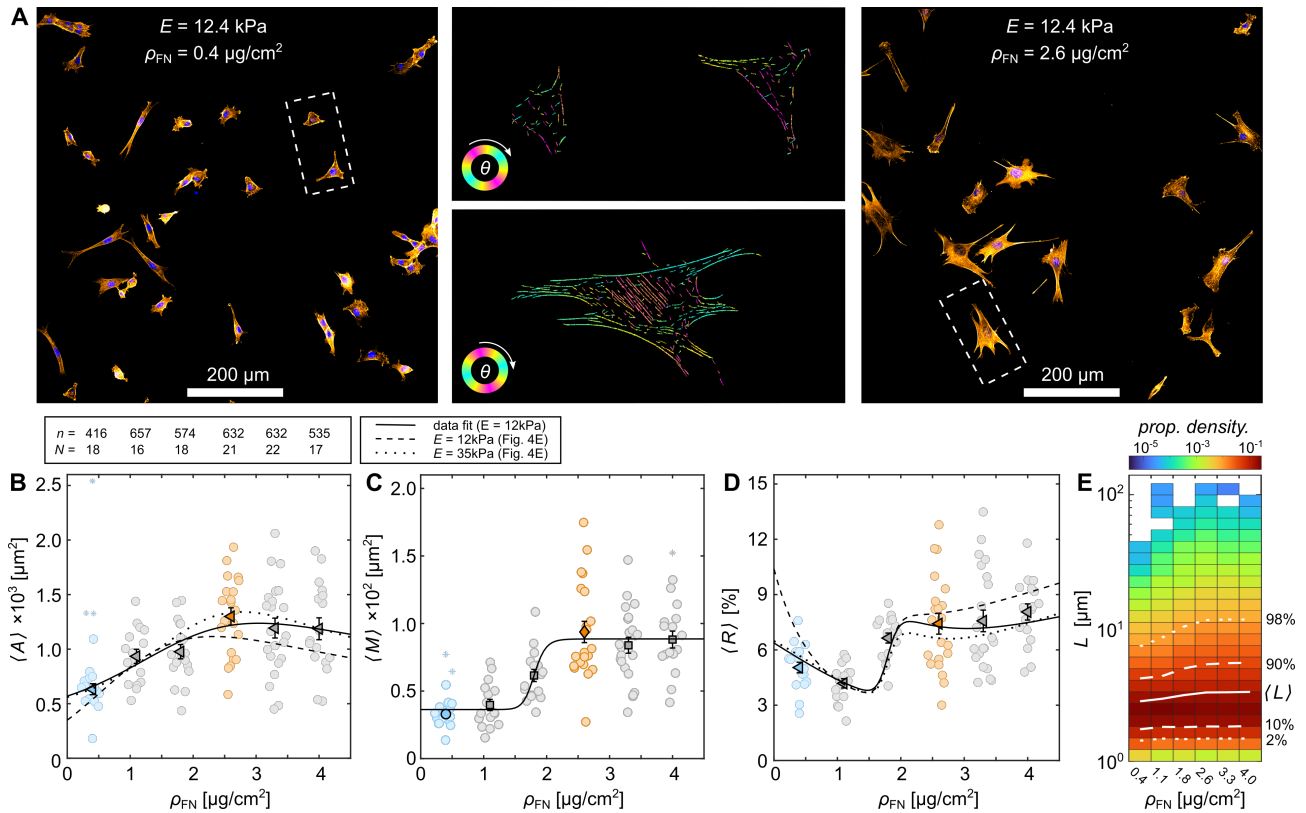 A
E = 12.4 kPa
ρFN = 0.4 µg/cm²
200 µm
θ
θ
E = 12.4 kPa
ρFN = 2.6 µg/cm²
200 µm
n = 416 657 574 632 632 535
N = 18 16 18 21 22 17
data fit (E = 12kPa)
E = 12kPa (Fig. 4E)
E = 35kPa (Fig. 4E)
B
2.5
2.0
1.5
1.0
0.5
0
⟨A⟩ ×10³ [µm²]
0 1 2 3 4
ρFN [µg/cm²]
C
2.0
1.5
1.0
0.5
0
⟨M⟩ ×10² [µm²]
0 1 2 3 4
ρFN [µg/cm²]
D
15
12
9
6
3
0
⟨R⟩ [%]
0 1 2 3 4
ρFN [µg/cm²]
prop. density.
10⁻⁵ 10⁻³ 10⁻¹
E
10²
10¹
10⁰
L [µm]
98%
90%
⟨L⟩
10%
2%
0.4 1.1 1.8 2.6 3.3 4.0
ρFN [µg/cm²]